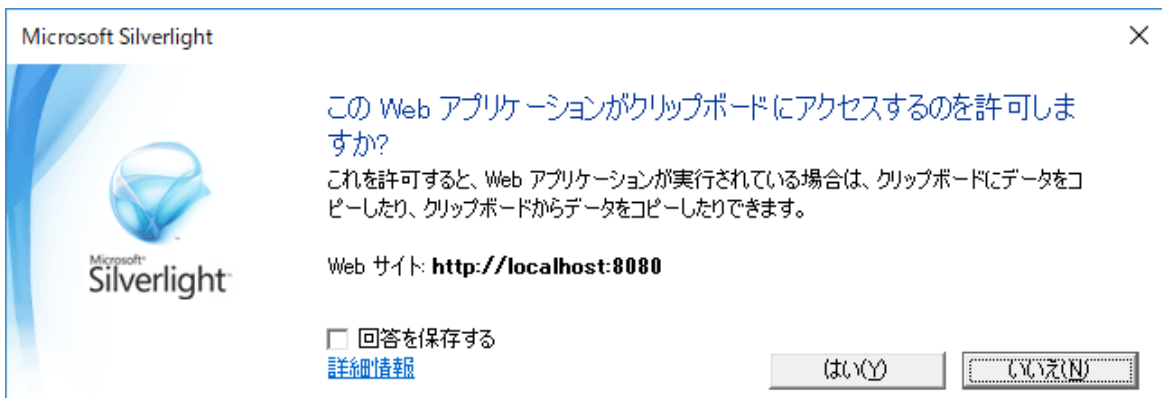 Microsoft Silverlight
この Web アプリケーションがクリップボードにアクセスするのを許可しま
すか?
これを許可すると、Web アプリケーションが実行されている場合は、クリップボードにデータをコ
ピーしたり、クリップボードからデータをコピーしたりできます。
Microsoft
Silverlight
Web サイト: http://localhost:8080
回答を保存する
詳細情報
はい(Y)
いいえ(N)